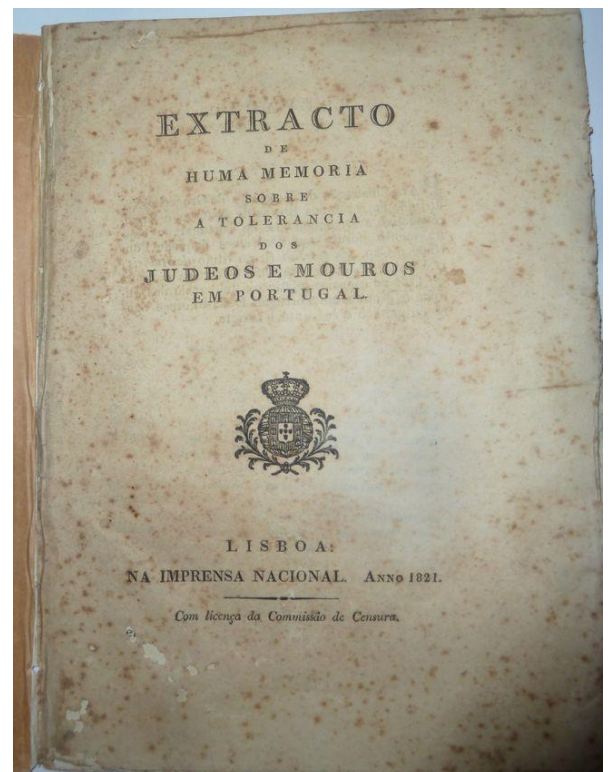 EXTRACTO
DE
HUMA MEMORIA
SOBRE
A TOLERANCIA
DOS
JUDEOS E MOUROS
EM PORTUGAL.
LISBOA:
NA IMPRENSA NACIONAL. ANNO 1821.
Com licença da Commissão de Censura.